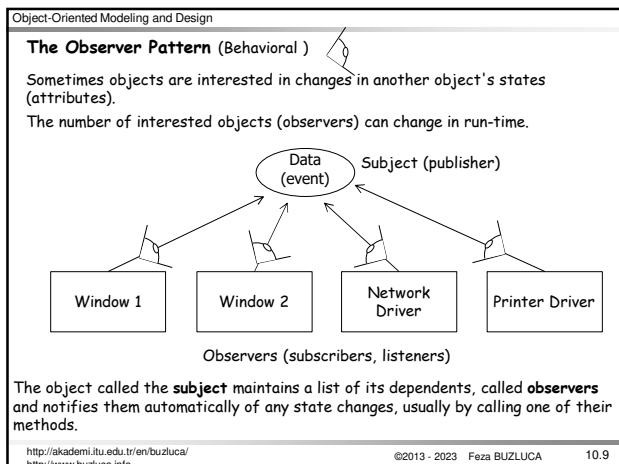 Object-Oriented Modeling and Design
The Observer Pattern (Behavioral )
Sometimes objects are interested in changes in another object's states
(attributes).
The number of interested objects (observers) can change in run-time.
Data
(event)
Subject (publisher)
Window 1
Window 2
Network
Driver
Printer Driver
Observers (subscribers, listeners)
The object called the subject maintains a list of its dependents, called observers
and notifies them automatically of any state changes, usually by calling one of their
methods.
http://akademi.itu.edu.tr/en/buzluca/
http://www.buzluca.info
©2013 - 2023 Feza BUZLUCA
10.9